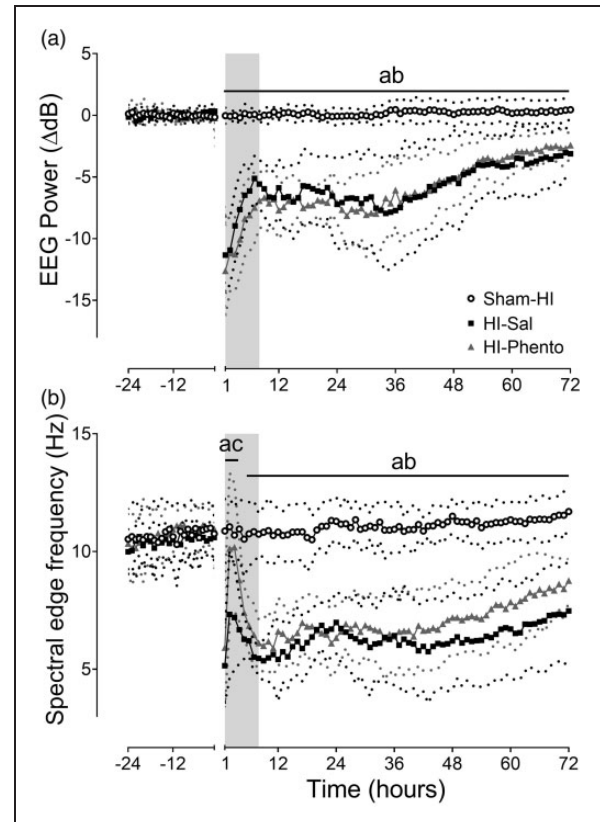 (a)
5
0
-5
-10
-15
EEG Power (ΔdB)
ab
Sham-HI
HI-Sal
HI-Phento
-24 -12 1 12 24 36 48 60 72
(b)
15
10
5
Spectral edge frequency (Hz)
ac
ab
-24 -12 1 12 24 36 48 60 72
Time (hours)